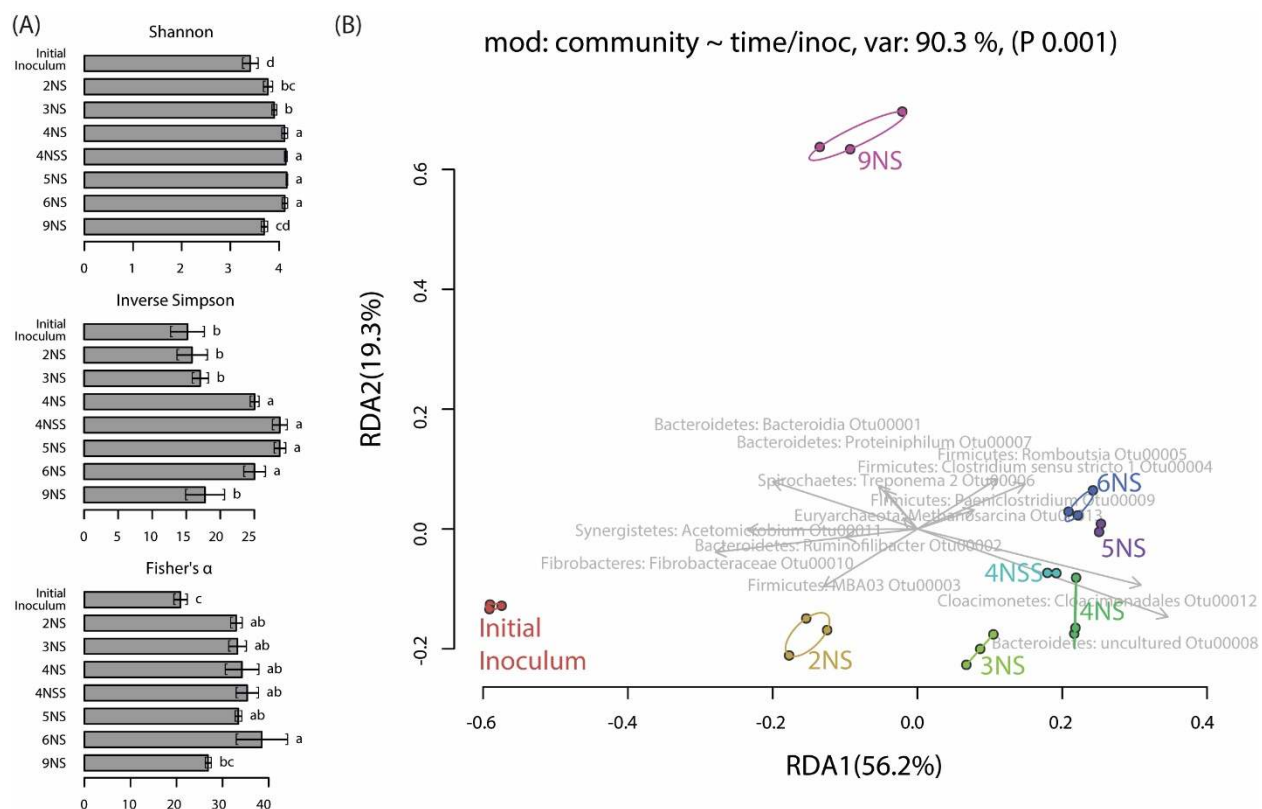 (A)
Shannon
Initial
Inoculum
d
2NS
bc
3NS
b
4NS
a
4NSS
a
5NS
a
6NS
a
9NS
cd
0 1 2 3 4
Inverse Simpson
Initial
Inoculum
b
2NS
b
3NS
b
4NS
a
4NSS
a
5NS
a
6NS
a
9NS
b
0 5 10 15 20 25
Fisher's α
Initial
Inoculum
c
2NS
ab
3NS
ab
4NS
ab
4NSS
ab
5NS
ab
6NS
a
9NS
bc
0 10 20 30 40
(B)
mod: community ~ time/inoc, var: 90.3 %, (P 0.001)
RDA2(19.3%)
0.6
0.4
0.2
0.0
-0.2
9NS
Bacteroidetes: Bacteroidia Otu00001
Bacteroidetes: Proteiniphilum Otu00007
Firmicutes: Romboutsia Otu00005
Firmicutes: Clostridium sensu stricto 1 Otu00004
Spirochaetes: Treponema 2 Otu00006
6NS
Firmicutes: Paeniclostridium Otu00009
Euryarchaeota: Methanosarcina Otu00013
Synergistetes: Acetomicrobium Otu00011
5NS
Bacteroidetes: Ruminofilibacter Otu00002
Fibrobacteres: Fibrobacteraceae Otu00010
4NSS
Firmicutes: MBA03 Otu00003
Cloacimonetes: Cloacimonadales Otu00012
4NS
Initial
Inoculum
2NS
3NS
Bacteroidetes: uncultured Otu00008
-0.6 -0.4 -0.2 0.0 0.2 0.4
RDA1(56.2%)